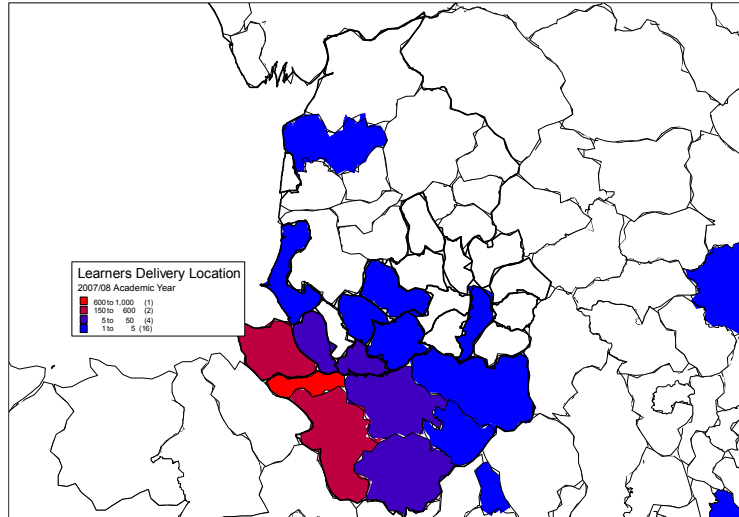 Learners Delivery Location
2007/08 Academic Year
600 to 1,000 (1)
150 to 600 (2)
5 to 50 (4)
1 to 5 (16)